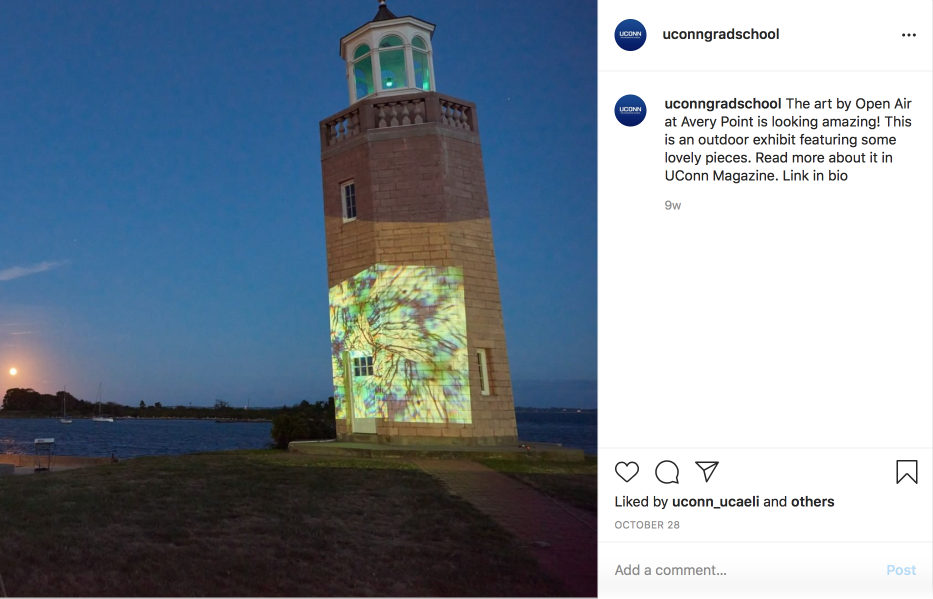 UCONN
uconngradschool
UCONN
uconngradschool The art by Open Air
at Avery Point is looking amazing! This
is an outdoor exhibit featuring some
lovely pieces. Read more about it in
UConn Magazine. Link in bio
9w
Liked by uconn_ucaeli and others
OCTOBER 28
Add a comment...
Post